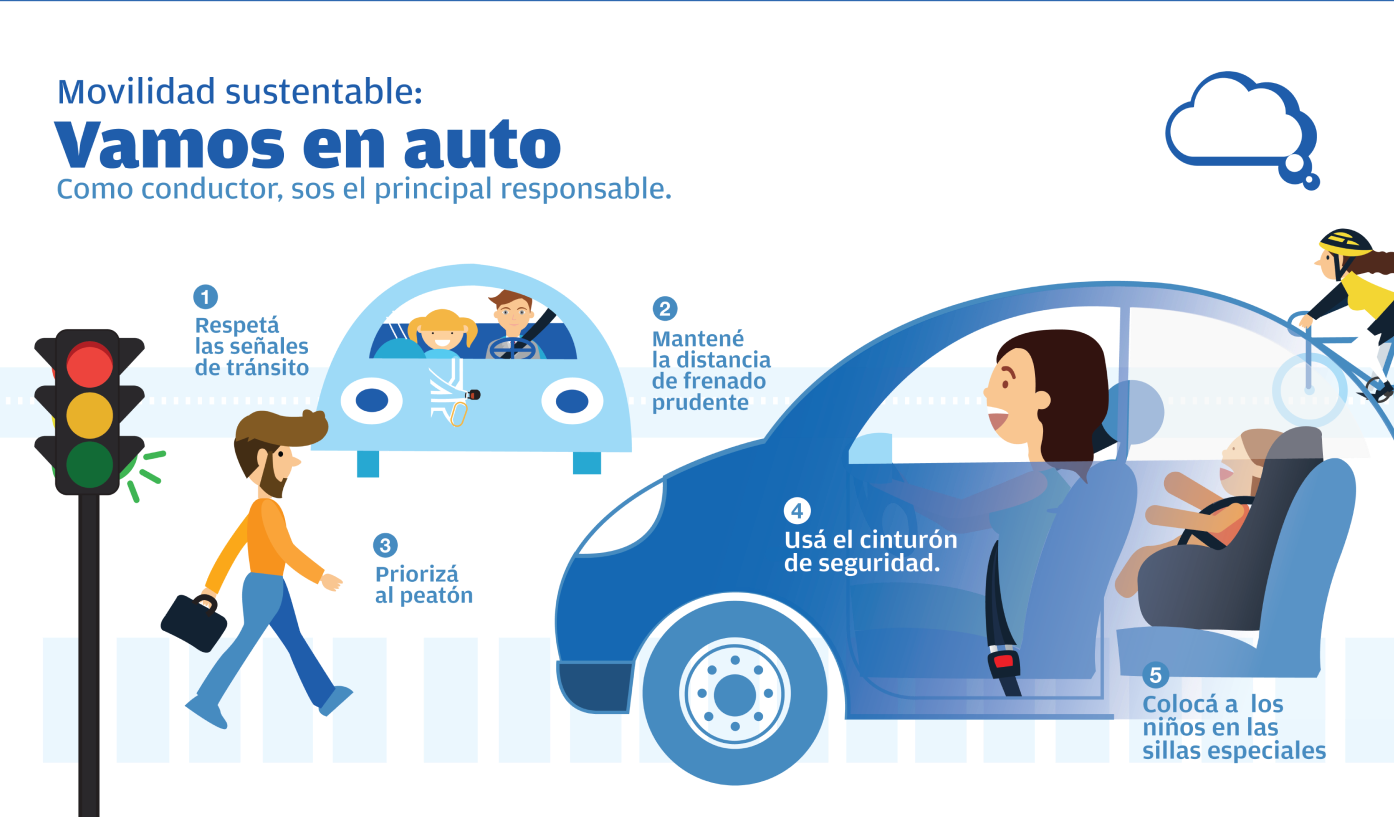 Movilidad sustentable:
Vamos en auto
Como conductor, sos el principal responsable.
1
Respetá
las señales
de tránsito
2
Mantené
la distancia
de frenado
prudente
3
Priorizá
al peatón
4
Usá el cinturón
de seguridad.
5
Colocá a los
niños en las
sillas especiales